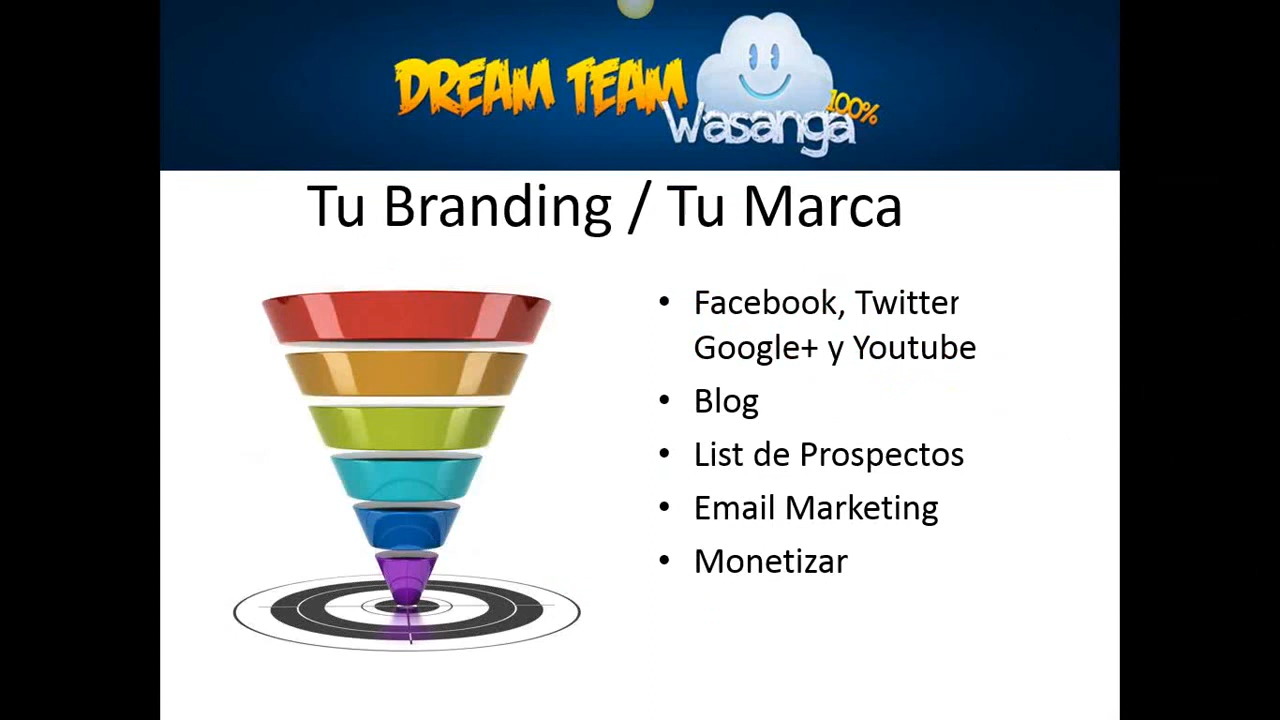 DREAM TEAM
Wasanga 100%
Tu Branding / Tu Marca
• Facebook, Twitter
Google+ y Youtube
• Blog
• List de Prospectos
• Email Marketing
• Monetizar